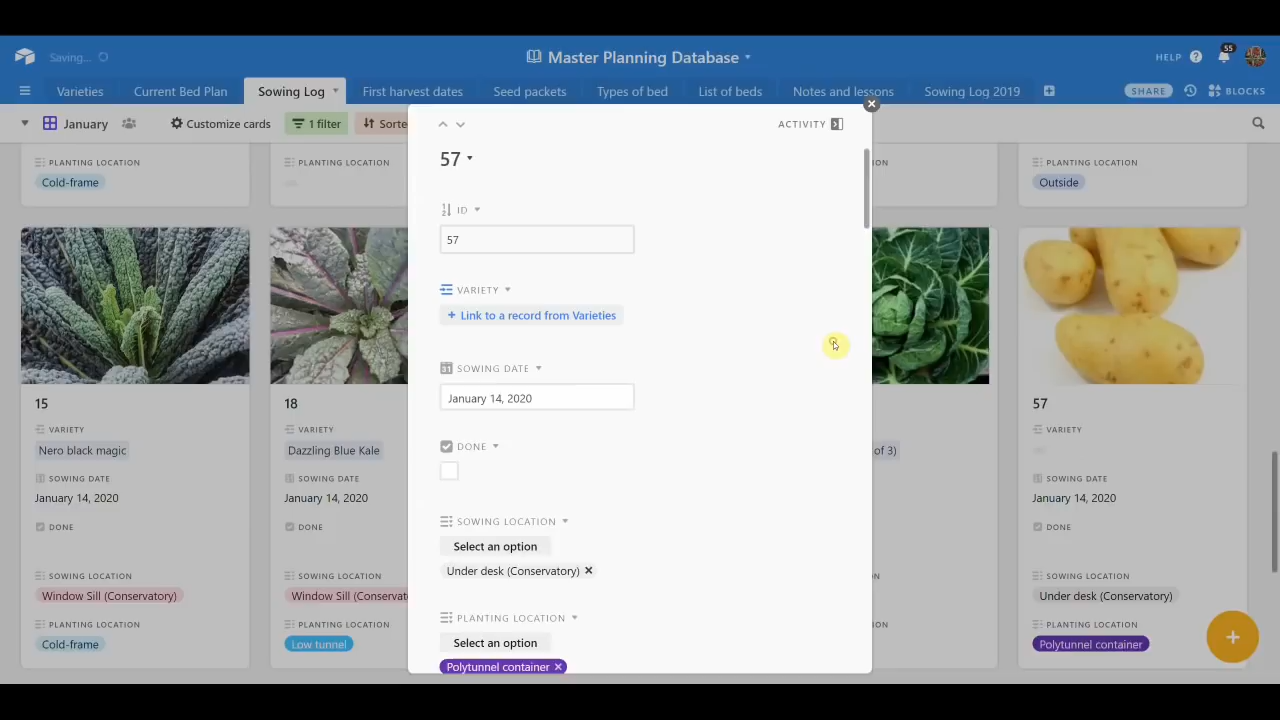 Saving...
Master Planning Database
HELP
55
Varieties
Current Bed Plan
Sowing Log
First harvest dates
Seed packets
Types of bed
List of beds
Notes and lessons
Sowing Log 2019
SHARE
BLOCKS
January
Customize cards
1 filter
Sorte
ACTIVITY
PLANTING LOCATION
Cold-frame
PLANTING LOCATION
PLANTING LOCATION
Outside
57
ID
57
VARIETY
+ Link to a record from Varieties
SOWING DATE
January 14, 2020
DONE
SOWING LOCATION
Select an option
Under desk (Conservatory)
PLANTING LOCATION
Select an option
Polytunnel container
15
VARIETY
Nero black magic
SOWING DATE
January 14, 2020
DONE
SOWING LOCATION
Window Sill (Conservatory)
PLANTING LOCATION
Cold-frame
18
VARIETY
Dazzling Blue Kale
SOWING DATE
January 14, 2020
DONE
SOWING LOCATION
Window Sill (Conservat
PLANTING LOCATION
Low tunnel
of 3)
57
VARIETY
SOWING DATE
January 14, 2020
DONE
SOWING LOCATION
Under desk (Conservatory)
PLANTING LOCATION
Polytunnel container